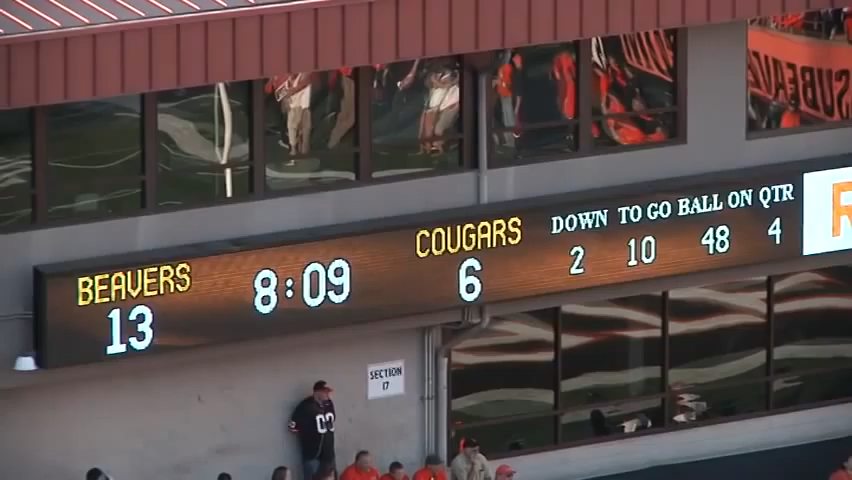 BEAVERS 8:09 COUGARS DOWN TO GO BALL ON QTR
13 6 2 10 48 4
SECTION
17
00